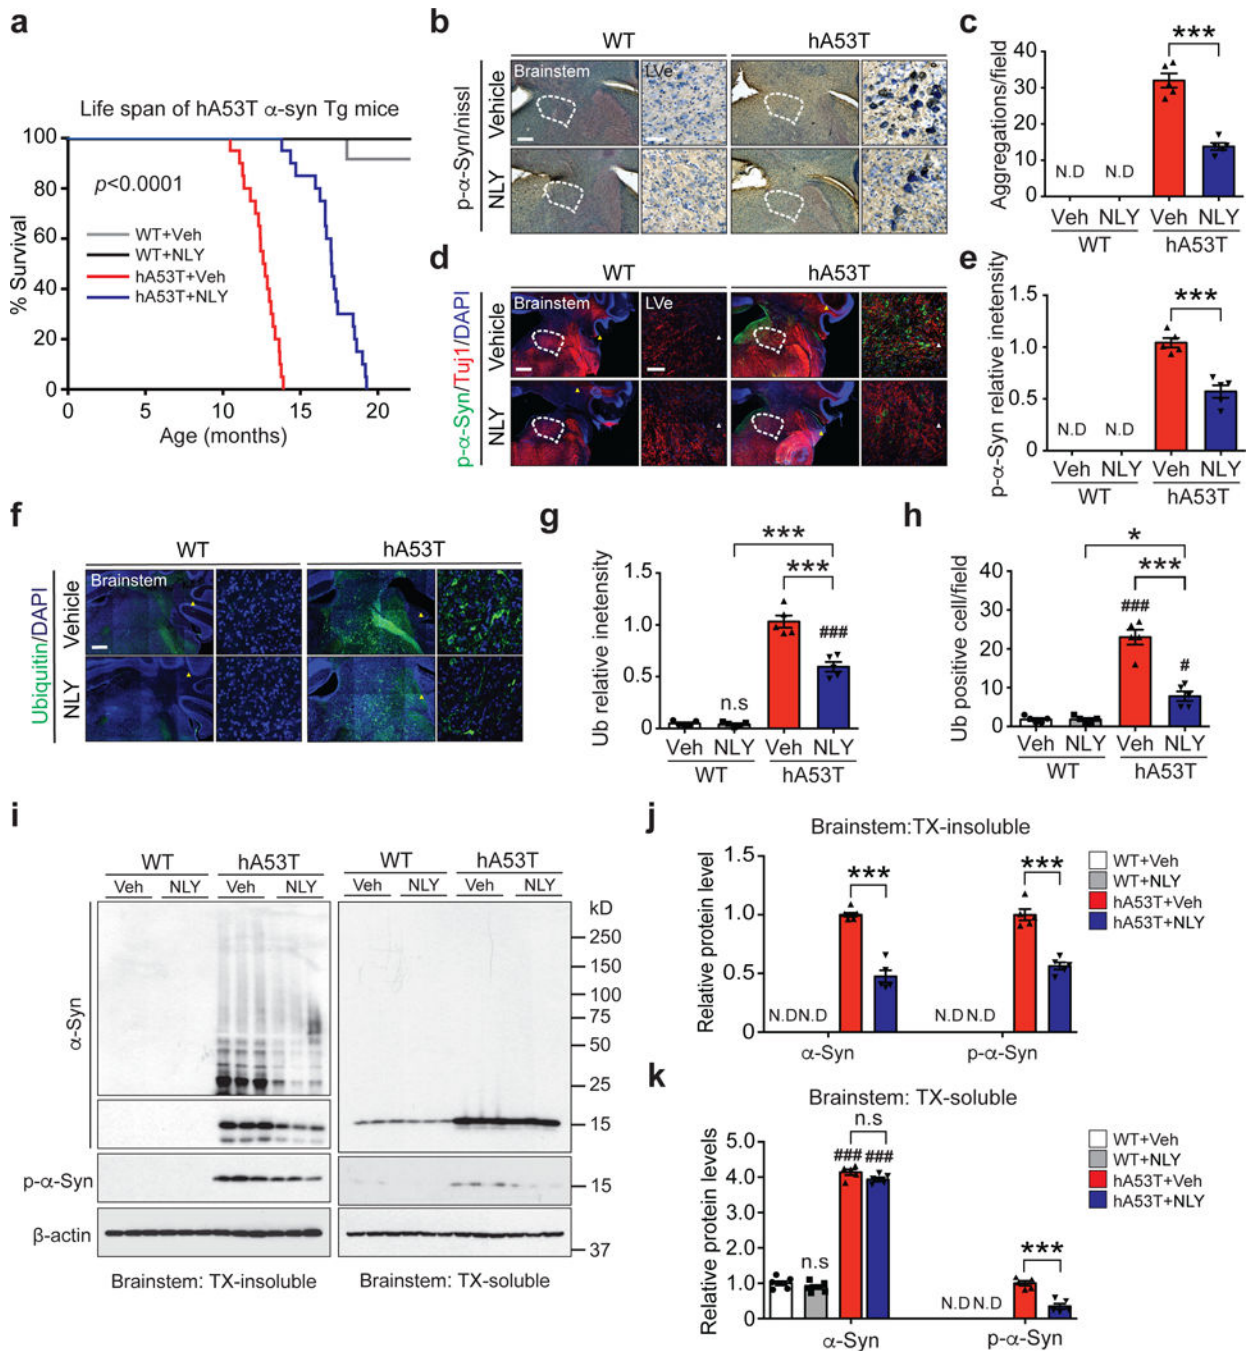 a
Life span of hA53T α-syn Tg mice
% Survival
100
80
60
40
20
0
p<0.0001
WT+Veh
WT+NLY
hA53T+Veh
hA53T+NLY
0 5 10 15 20
Age (months)
b
WT hA53T
p-α-Syn/nissl
Vehicle
NLY
Brainstem LVe
c
Aggregations/field
40
30
20
10
0
***
N.D N.D
Veh NLY Veh NLY
WT hA53T
d
WT hA53T
p-α-Syn/Tuj1/DAPI
Vehicle
NLY
Brainstem LVe
e
p-α-Syn relative inetensity
1.5
1.0
0.5
0
***
N.D N.D
Veh NLY Veh NLY
WT hA53T
f
WT hA53T
Ubiquitin/DAPI
Vehicle
NLY
Brainstem
g
Ub relative inetensity
1.5
1.0
0.5
0
***
***
###
n.s
Veh NLY Veh NLY
WT hA53T
h
Ub positive cell/field
40
30
20
10
0
*
***
###
#
Veh NLY Veh NLY
WT hA53T
i
WT hA53T WT hA53T
Veh NLY Veh NLY Veh NLY Veh NLY
kD
250
150
100
75
50
25
15
15
37
α-Syn
p-α-Syn
β-actin
Brainstem: TX-insoluble Brainstem: TX-soluble
j
Brainstem:TX-insoluble
Relative protein level
1.5
1.0
0.5
0
*** ***
N.D N.D N.D N.D
α-Syn p-α-Syn
WT+Veh
WT+NLY
hA53T+Veh
hA53T+NLY
k
Brainstem: TX-soluble
Relative protein levels
5.0
4.0
3.0
2.0
1.0
0
n.s
### ###
n.s
***
N.D N.D
α-Syn p-α-Syn
WT+Veh
WT+NLY
hA53T+Veh
hA53T+NLY